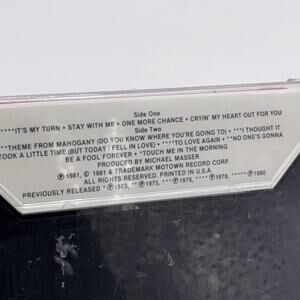 Side One
****IT'S MY TURN • STAY WITH ME • ONE MORE CHANCE • CRYIN' MY HEART OUT FOR YOU
Side Two
**THEME FROM MAHOGANY (DO YOU KNOW WHERE YOU'RE GOING TO) • **I THOUGHT IT
TOOK A LITTLE TIME (BUT TODAY I FELL IN LOVE) • ***TO LOVE AGAIN • **NO ONE'S GONNA
BE A FOOL FOREVER • *TOUCH ME IN THE MORNING
PRODUCED BY MICHAEL MASSER
℗ 1981, © 1981 & TRADEMARK MOTOWN RECORD CORP.
ALL RIGHTS RESERVED. PRINTED IN U.S.A.
PREVIOUSLY RELEASED *℗1973, **℗1975, ***℗1976, ****℗1978, *****℗1980